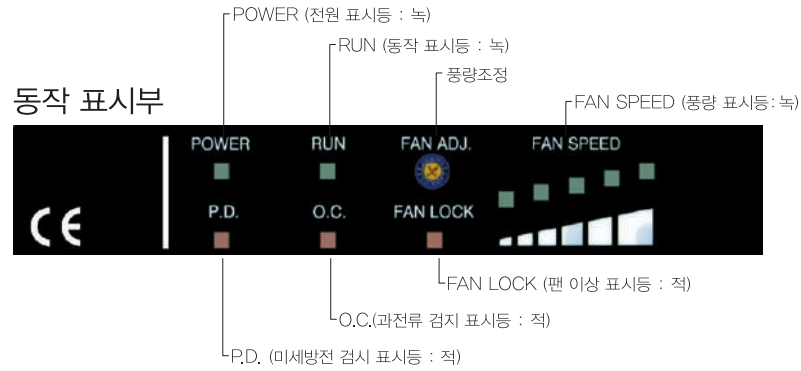 POWER (전원 표시등 : 녹)
RUN (동작 표시등 : 녹)
풍량조정
동작 표시부
FAN SPEED (풍량 표시등:녹)
POWER RUN FAN ADJ. FAN SPEED
P.D. O.C. FAN LOCK
CE
FAN LOCK (팬 이상 표시등 : 적)
O.C.(과전류 검지 표시등 : 적)
P.D. (미세방전 검시 표시등 : 적)